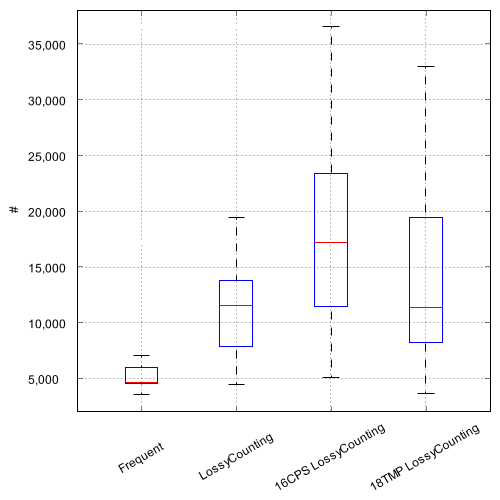 35,000
30,000
25,000
20,000
15,000
10,000
5,000
#
Frequent
LossyCounting
16CPS LossyCounting
18TMP LossyCounting